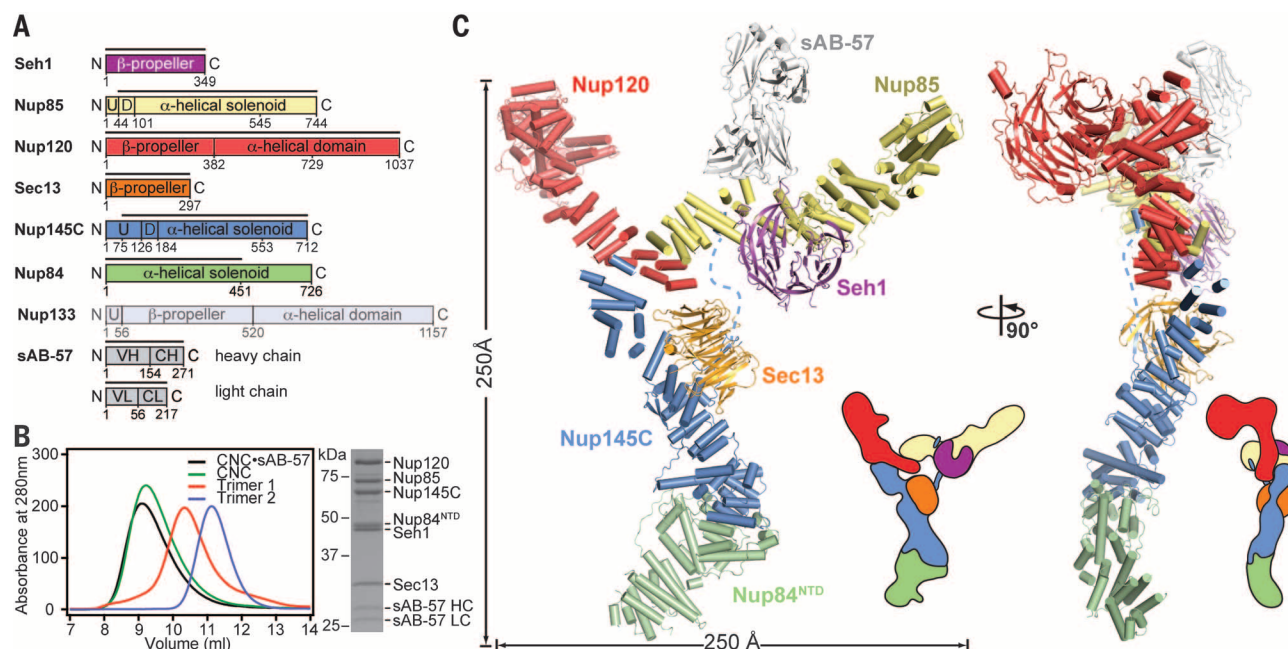 A
Seh1 N β-propeller C
1 349
Nup85 N U D α-helical solenoid C
1 44 101 545 744
Nup120 N β-propeller α-helical domain C
1 382 729 1037
Sec13 N β-propeller C
1 297
Nup145C N U D α-helical solenoid C
1 75 126 184 553 712
Nup84 N α-helical solenoid C
1 451 726
Nup133 N U β-propeller α-helical domain C
1 56 520 1157
sAB-57 N VH CH C heavy chain
1 154 271
N VL CL C light chain
1 56 217
B
Absorbance at 280nm
300
200
100
0
7 8 9 10 11 12 13 14
Volume (ml)
CNC•sAB-57
CNC
Trimer 1
Trimer 2
kDa
75
50
37
25
Nup120
Nup85
Nup145C
Nup84NTD
Seh1
Sec13
sAB-57 HC
sAB-57 LC
C
sAB-57
Nup120
Nup85
Seh1
250Å
Sec13
Nup145C
Nup84NTD
250 Å
90°